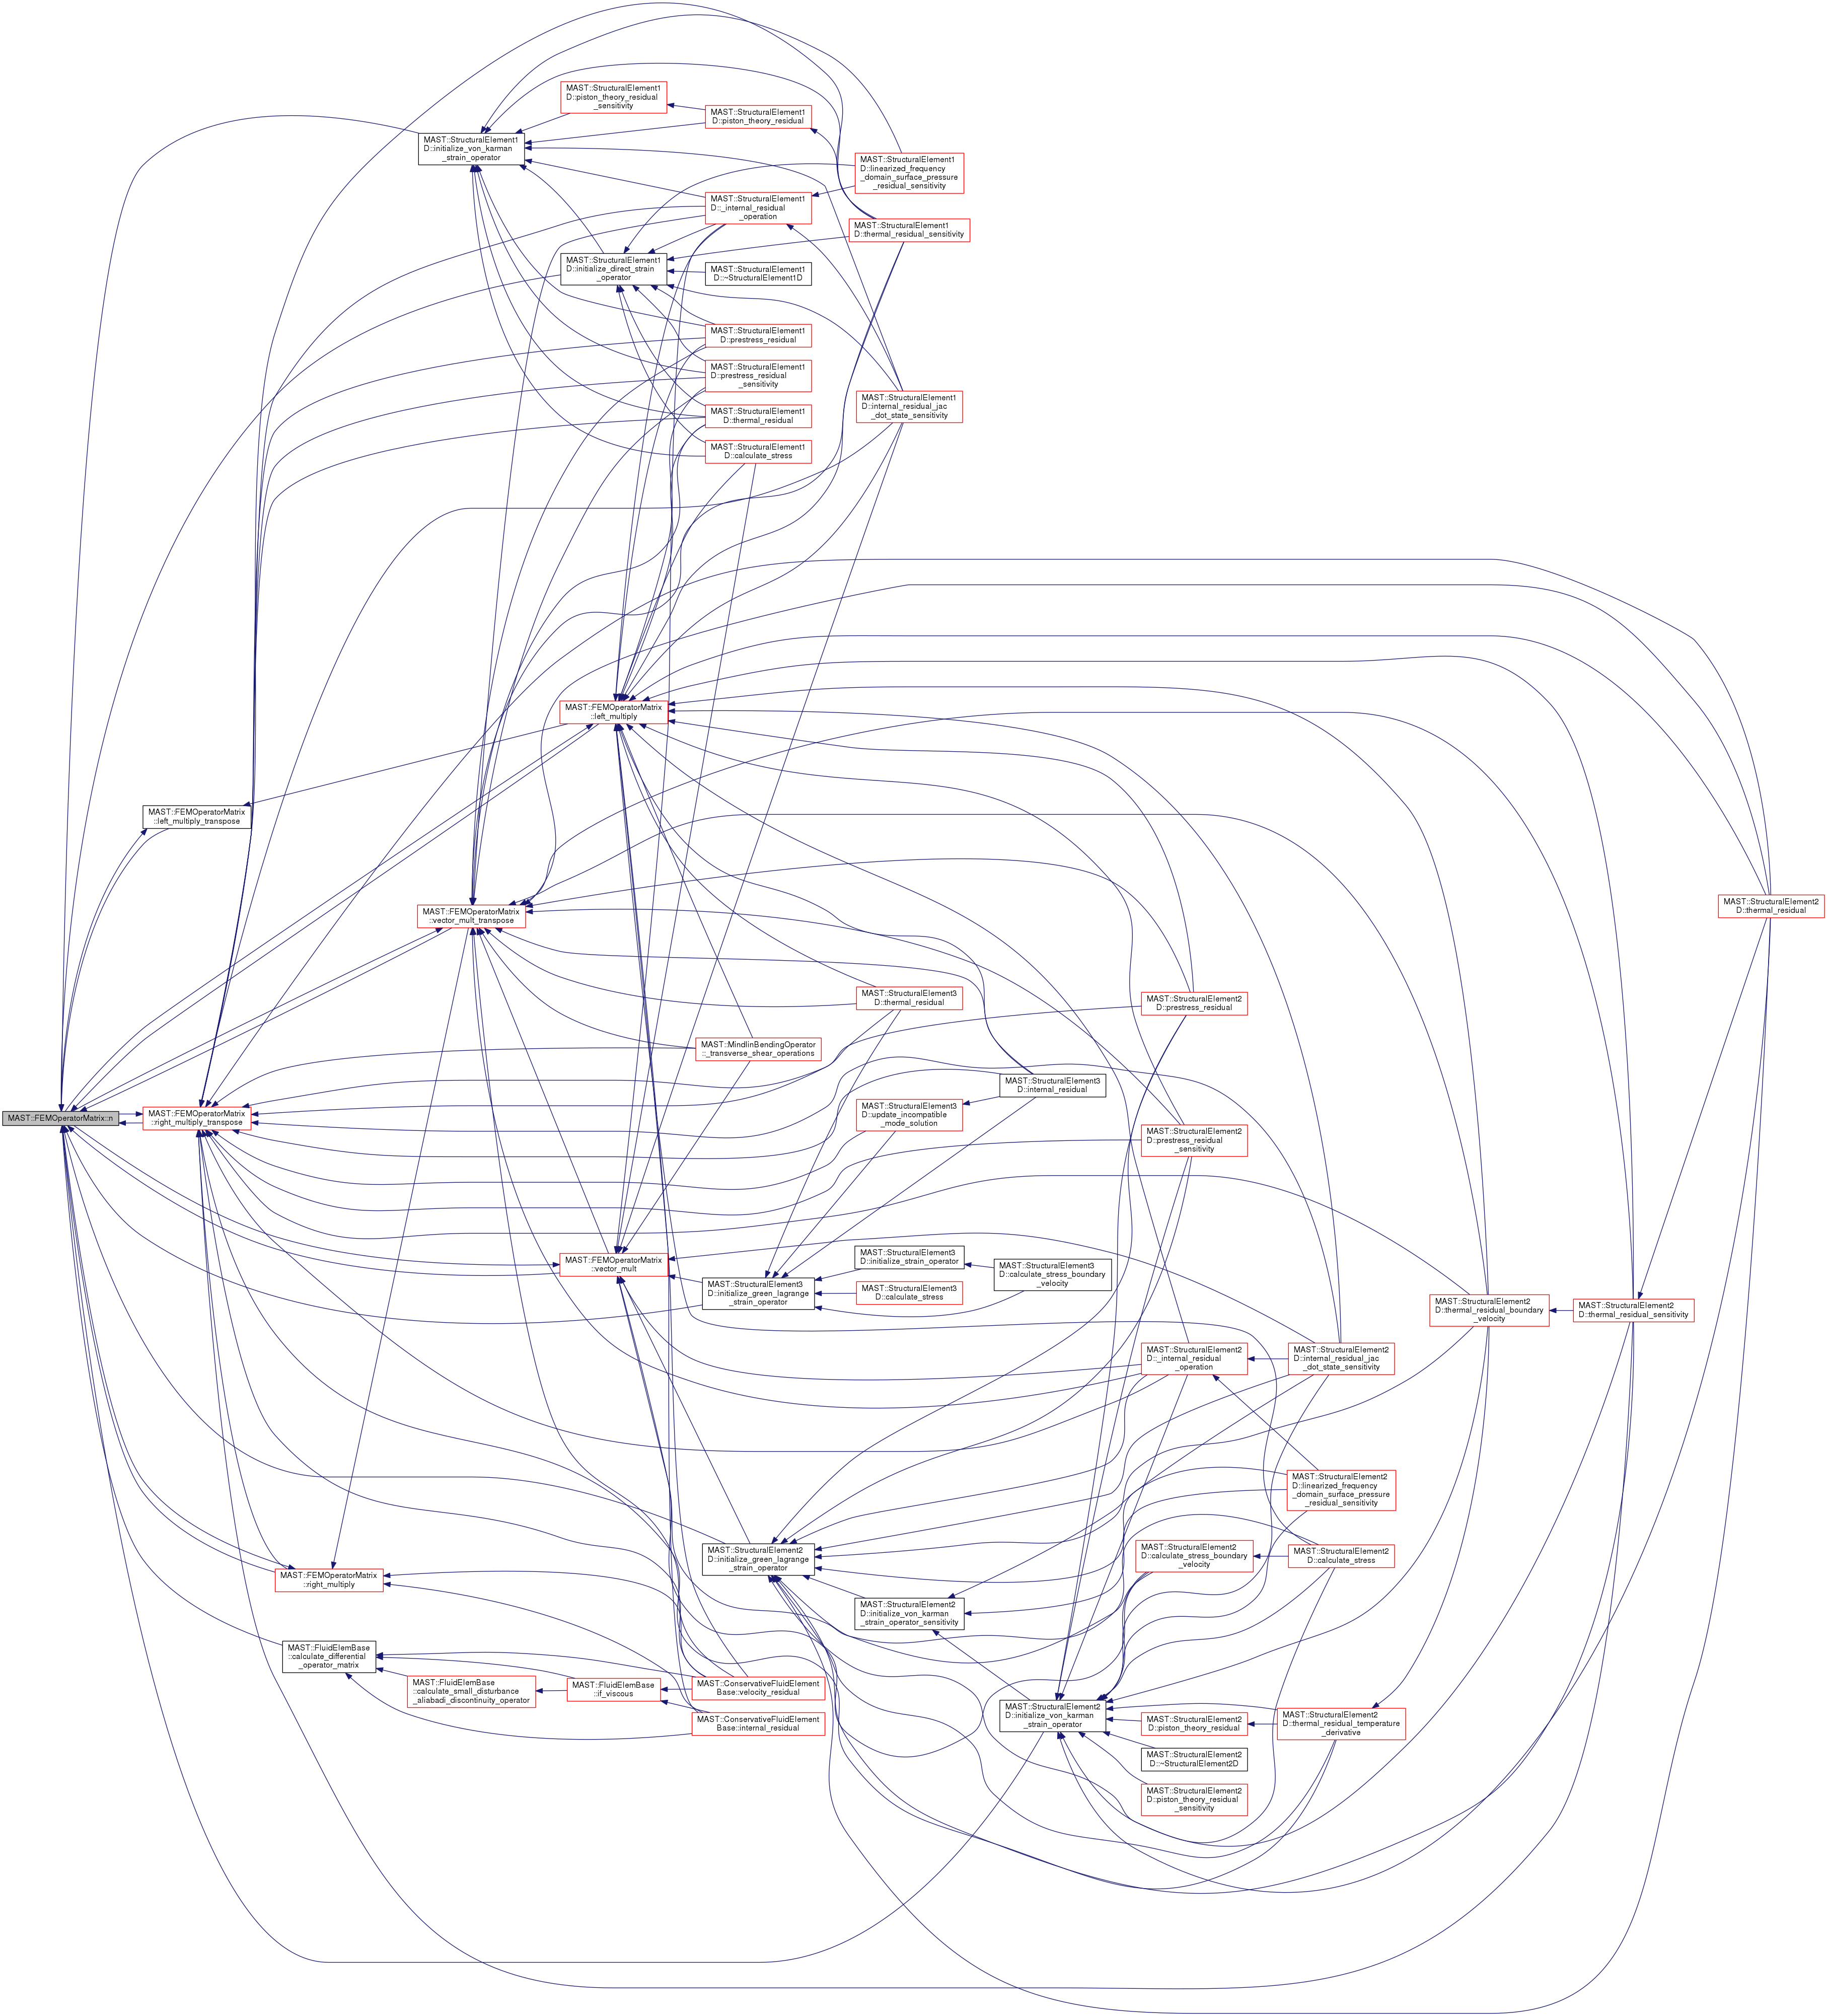 MAST::StructuralElement1
D::piston_theory_residual
_sensitivity
MAST::StructuralElement1
D::piston_theory_residual
MAST::StructuralElement1
D::initialize_von_karman
_strain_operator
MAST::StructuralElement1
D::linearized_frequency
_domain_surface_pressure
_residual_sensitivity
MAST::StructuralElement1
D::_internal_residual
_operation
MAST::StructuralElement1
D::thermal_residual_sensitivity
MAST::StructuralElement1
D::initialize_direct_strain
_operator
MAST::StructuralElement1
D::~StructuralElement1D
MAST::StructuralElement1
D::prestress_residual
MAST::StructuralElement1
D::prestress_residual
_sensitivity
MAST::StructuralElement1
D::internal_residual_jac
_dot_state_sensitivity
MAST::StructuralElement1
D::thermal_residual
MAST::StructuralElement1
D::calculate_stress
MAST::FEMOperatorMatrix
::left_multiply
MAST::FEMOperatorMatrix
::left_multiply_transpose
MAST::FEMOperatorMatrix
::vector_mult_transpose
MAST::StructuralElement2
D::thermal_residual
MAST::StructuralElement3
D::thermal_residual
MAST::StructuralElement2
D::prestress_residual
MAST::MindlinBendingOperator
::_transverse_shear_operations
MAST::StructuralElement3
D::internal_residual
MAST::FEMOperatorMatrix::n
MAST::FEMOperatorMatrix
::right_multiply_transpose
MAST::StructuralElement3
D::update_incompatible
_mode_solution
MAST::StructuralElement2
D::prestress_residual
_sensitivity
MAST::FEMOperatorMatrix
::vector_mult
MAST::StructuralElement3
D::initialize_strain_operator
MAST::StructuralElement3
D::calculate_stress_boundary
_velocity
MAST::StructuralElement3
D::initialize_green_lagrange
_strain_operator
MAST::StructuralElement3
D::calculate_stress
MAST::StructuralElement2
D::thermal_residual_boundary
_velocity
MAST::StructuralElement2
D::thermal_residual_sensitivity
MAST::StructuralElement2
D::_internal_residual
_operation
MAST::StructuralElement2
D::internal_residual_jac
_dot_state_sensitivity
MAST::StructuralElement2
D::linearized_frequency
_domain_surface_pressure
_residual_sensitivity
MAST::StructuralElement2
D::initialize_green_lagrange
_strain_operator
MAST::StructuralElement2
D::calculate_stress_boundary
_velocity
MAST::StructuralElement2
D::calculate_stress
MAST::FEMOperatorMatrix
::right_multiply
MAST::StructuralElement2
D::initialize_von_karman
_strain_operator_sensitivity
MAST::FluidElemBase
::calculate_differential
_operator_matrix
MAST::FluidElemBase
::calculate_small_disturbance
_aliabadi_discontinuity_operator
MAST::FluidElemBase
::if_viscous
MAST::ConservativeFluidElement
Base::velocity_residual
MAST::ConservativeFluidElement
Base::internal_residual
MAST::StructuralElement2
D::initialize_von_karman
_strain_operator
MAST::StructuralElement2
D::piston_theory_residual
MAST::StructuralElement2
D::thermal_residual_temperature
_derivative
MAST::StructuralElement2
D::~StructuralElement2D
MAST::StructuralElement2
D::piston_theory_residual
_sensitivity